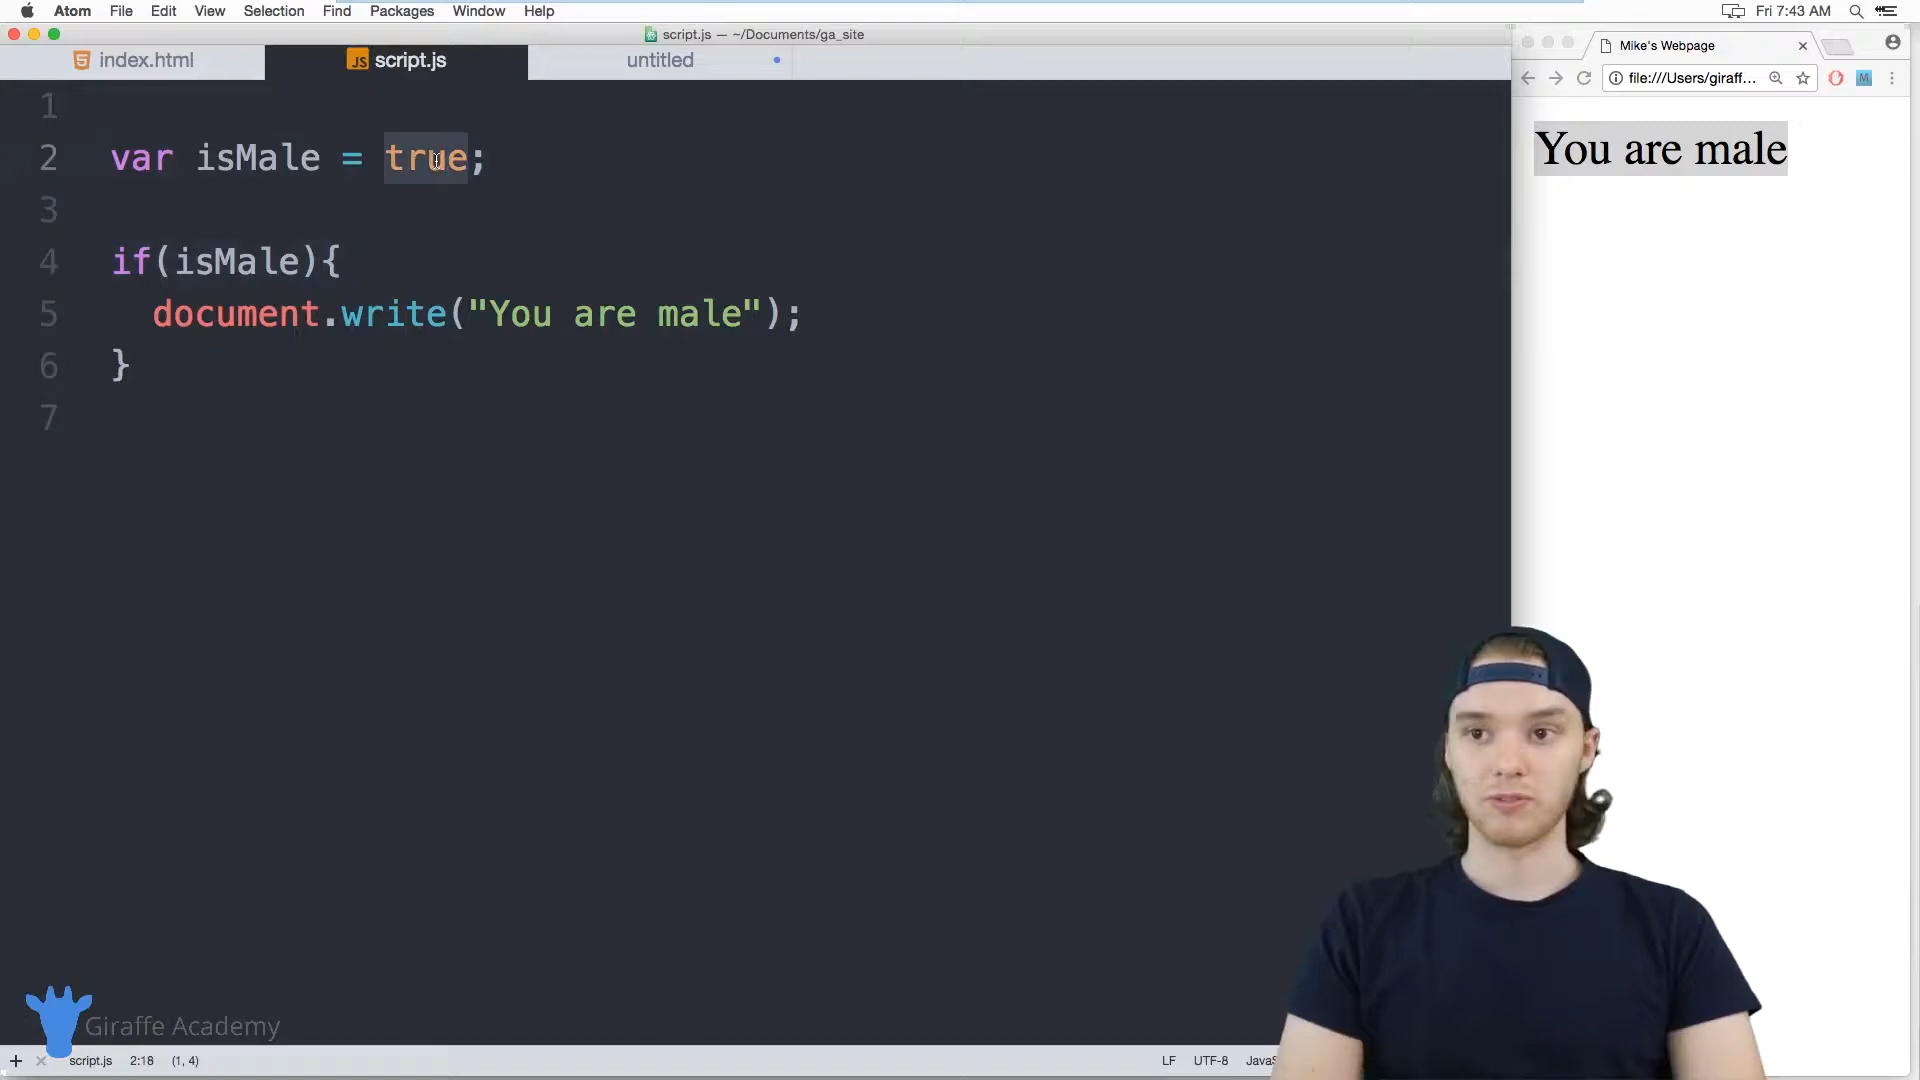 Atom File Edit View Selection Find Packages Window Help Fri 7:43 AM
script.js — ~/Documents/ga_site
index.html JS script.js untitled
Mike's Webpage
file:///Users/giraff...
1
2 var isMale = true;
3
4 if(isMale){
5 document.write("You are male");
6 }
7
You are male
Giraffe Academy
script.js 2:18 (1, 4) LF UTF-8